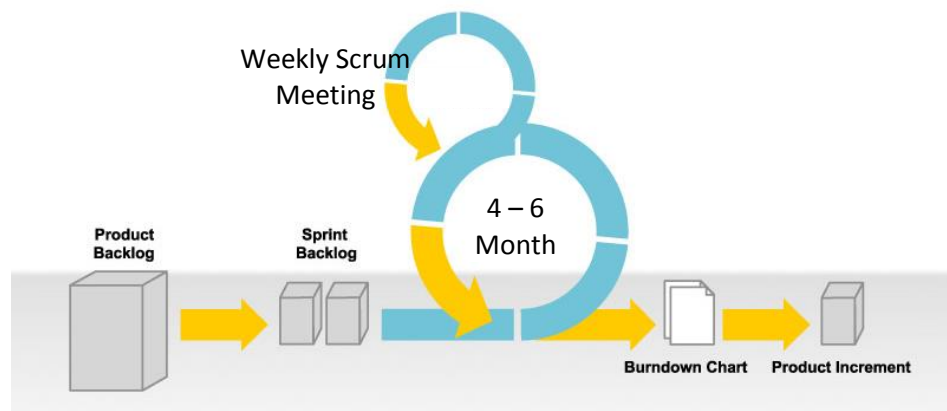 Weekly Scrum
Meeting
4 – 6
Month
Product
Backlog
Sprint
Backlog
Burndown Chart
Product Increment